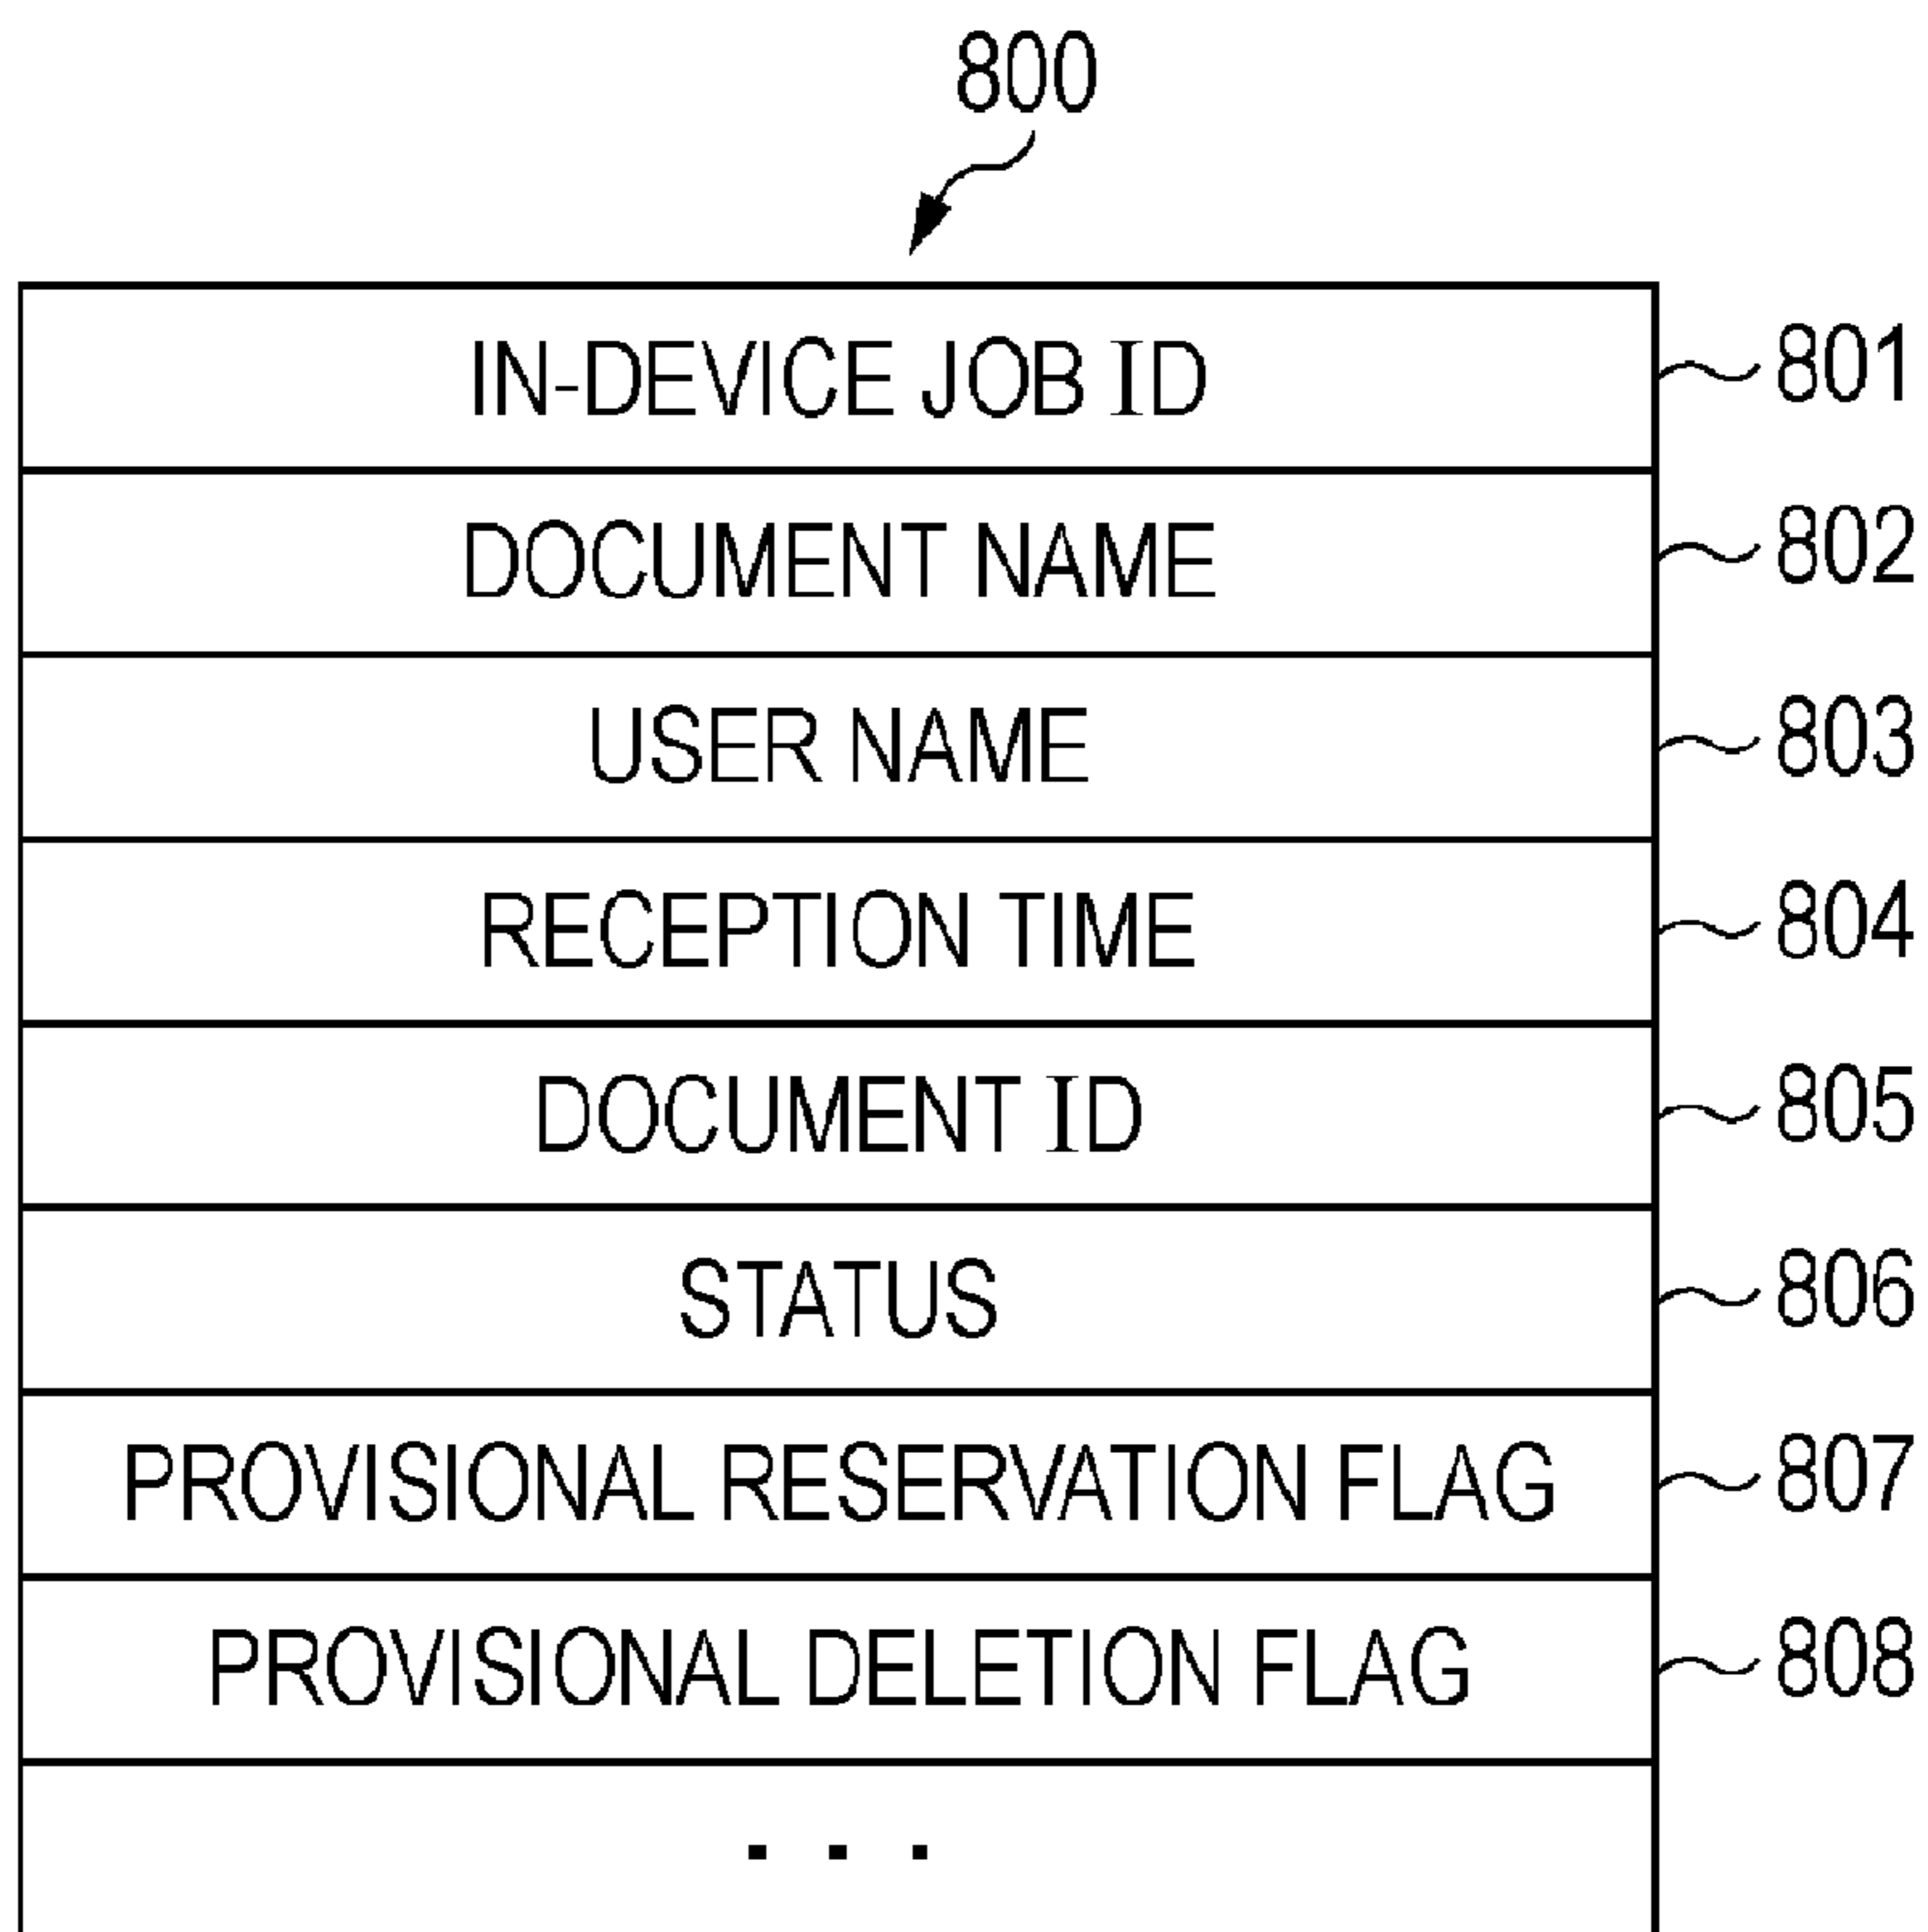 800
IN-DEVICE JOB ID 801
DOCUMENT NAME 802
USER NAME 803
RECEPTION TIME 804
DOCUMENT ID 805
STATUS 806
PROVISIONAL RESERVATION FLAG 807
PROVISIONAL DELETION FLAG 808
. . .